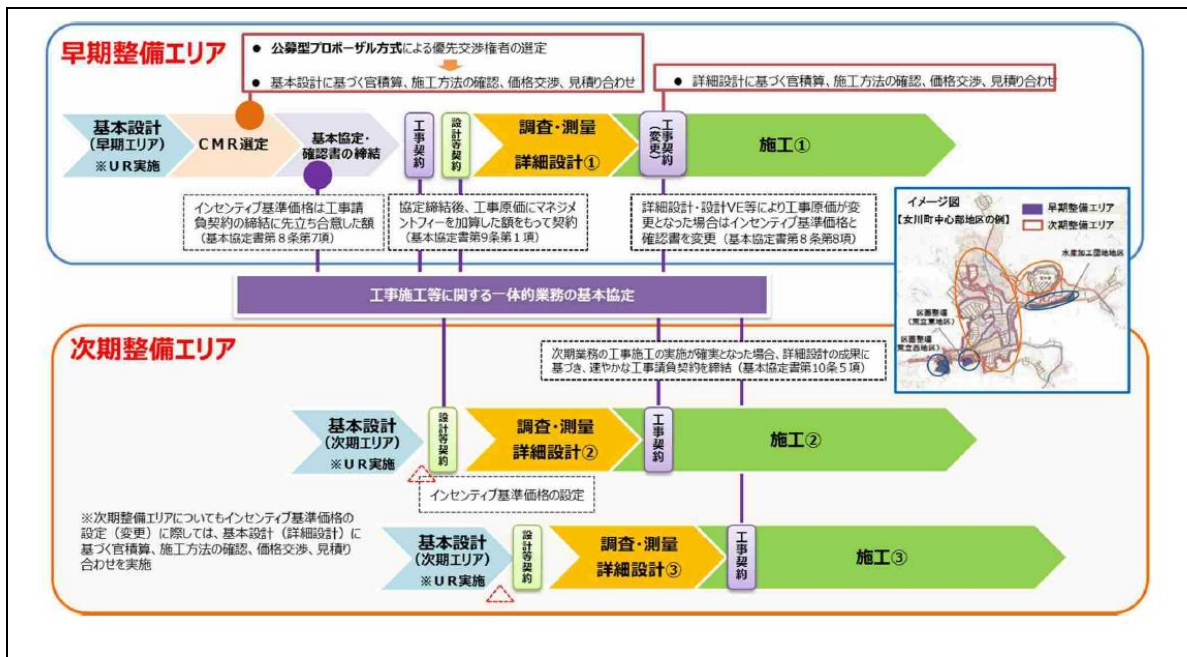 早期整備エリア
● 公募型プロポーザル方式による優先交渉権者の選定
● 基本設計に基づく官積算、施工方法の確認、価格交渉、見積り合わせ
● 詳細設計に基づく官積算、施工方法の確認、価格交渉、見積り合わせ
基本設計
(早期エリア)
※UR実施
CMR選定
基本協定・
確認書の締結
工事契約
設計等契約
調査・測量
詳細設計①
工事契約
(変更)
施工①
インセンティブ基準価格は工事請
負契約の締結に先立ち合意した額
(基本協定書第8条第7項)
協定締結後、工事原価にマネジメ
ントフィーを加算した額をもって契約
(基本協定書第9条第1項)
詳細設計・設計VE等により工事原価が変
更となった場合はインセンティブ基準価格と
確認書を変更(基本協定書第8条第8項)
イメージ図
【女川町中心部地区の例】
早期整備エリア
次期整備エリア
水産加工団地地区
区画整理
(荒立東地区)
区画整理
荒立西地区)
工事施工等に関する一体的業務の基本協定
次期整備エリア
次期業務の工事施工の実施が確実となった場合、詳細設計の成果に
基づき、速やかな工事請負契約を締結(基本協定書第10条5項)
基本設計
(次期エリア)
※UR実施
設計等契約
調査・測量
詳細設計②
工事契約
施工②
インセンティブ基準価格の設定
※次期整備エリアについてもインセンティブ基準価格の
設定(変更)に際しては、基本設計(詳細設計)に
基づく官積算、施工方法の確認、価格交渉、見積り
合わせを実施
基本設計
(次期エリア)
※UR実施
設計等契約
調査・測量
詳細設計③
工事契約
施工③